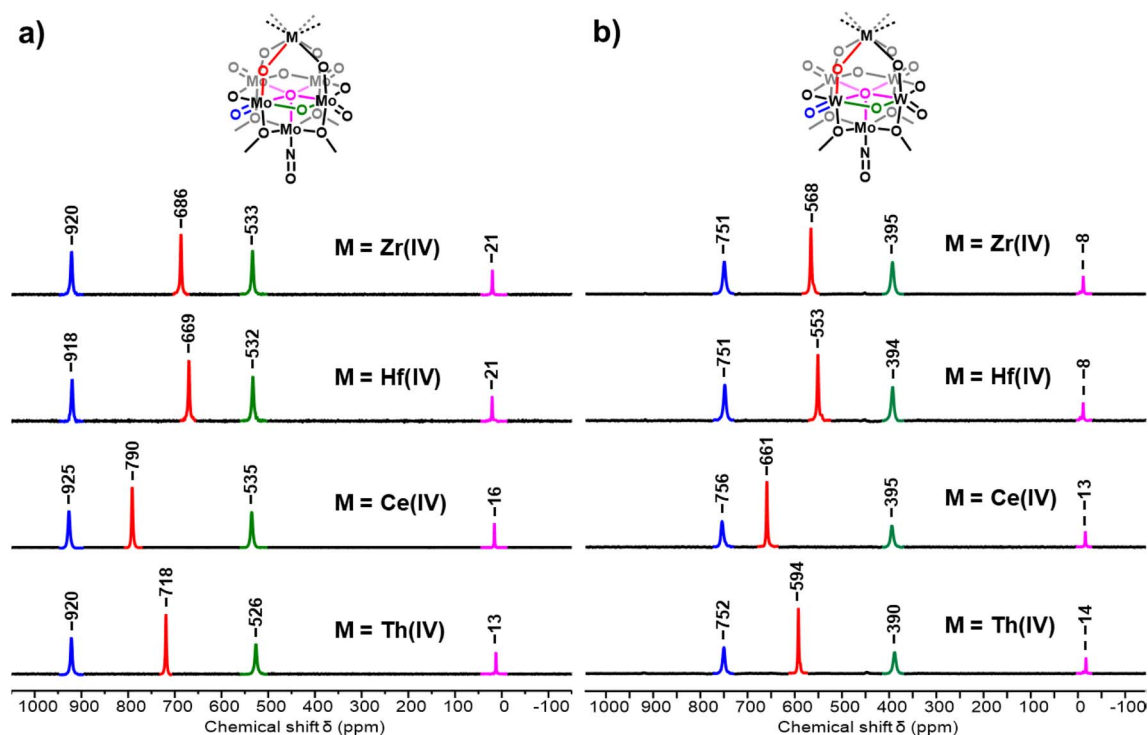 a)
M
O
O
O
O
O
O
O
Mo
Mo
O
O
O
O
Mo
Mo
O
O
O
O
O
O
Mo
O
N
O
920
686
533
21
M = Zr(IV)
918
669
532
21
M = Hf(IV)
925
790
535
16
M = Ce(IV)
920
718
526
13
M = Th(IV)
1000 900 800 700 600 500 400 300 200 100 0 -100
Chemical shift δ (ppm)
b)
M
O
O
O
O
O
O
O
W
W
O
O
O
O
W
W
O
O
O
O
O
O
Mo
O
N
O
751
568
395
-8
M = Zr(IV)
751
553
394
-8
M = Hf(IV)
756
661
395
-13
M = Ce(IV)
752
594
390
-14
M = Th(IV)
1000 900 800 700 600 500 400 300 200 100 0 -100
Chemical shift δ (ppm)